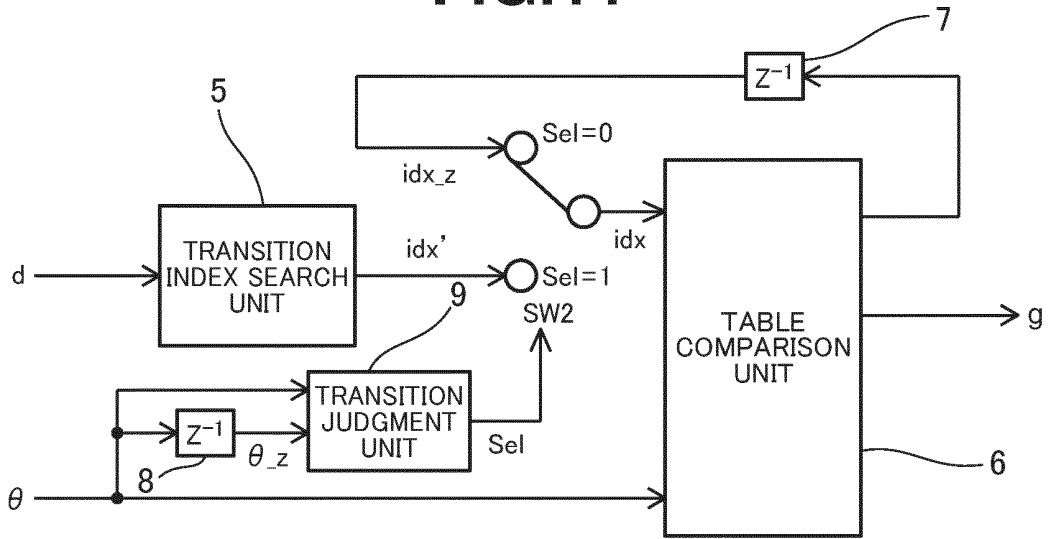 7
Z-1
5
Sel=0
idx_z
TRANSITION
INDEX SEARCH
UNIT
idx'
idx
d
Sel=1
9
SW2
TABLE
COMPARISON
UNIT
g
TRANSITION
JUDGMENT
UNIT
Z-1
θ_z
Sel
8
6
θ